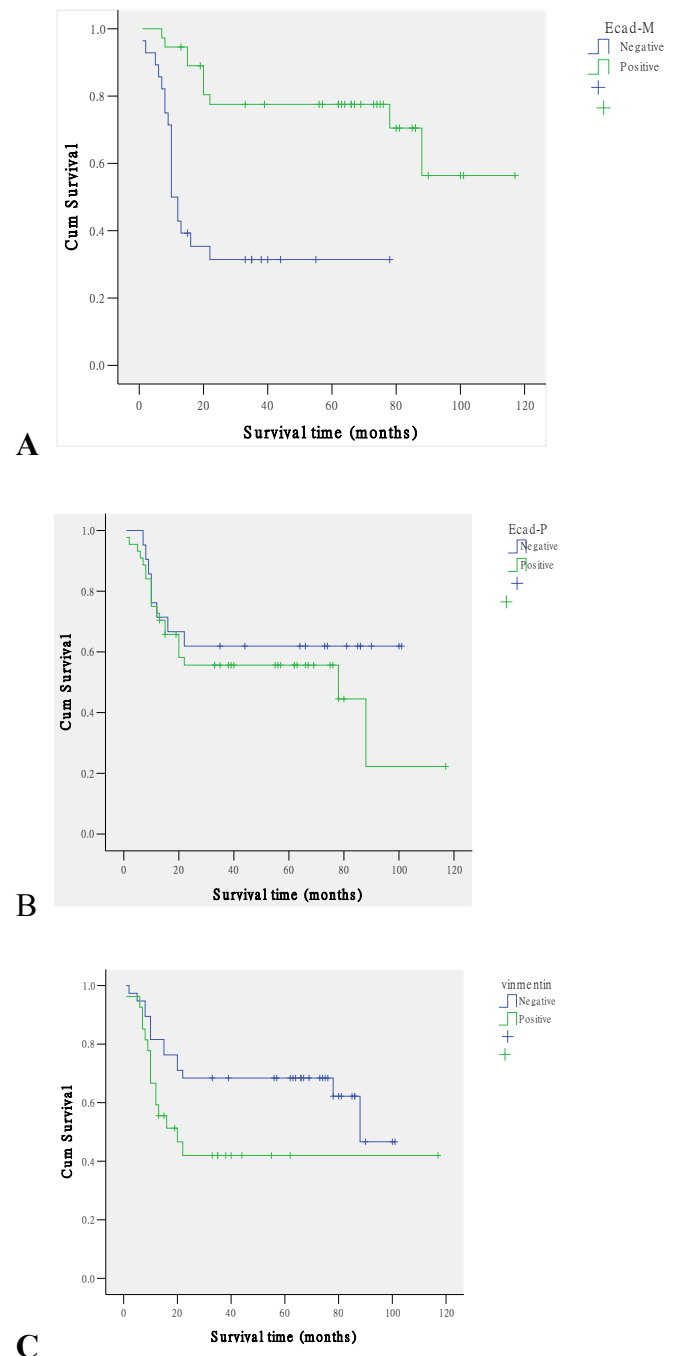 Ecad-M
Negative
Positive
1.0
0.8
0.6
0.4
0.2
0.0
Cum Survival
0 20 40 60 80 100 120
Survival time (months)
A
Ecad-P
Negative
Positive
1.0
0.8
0.6
0.4
0.2
0.0
Cum Survival
0 20 40 60 80 100 120
Survival time (months)
B
vinmentin
Negative
Positive
1.0
0.8
0.6
0.4
0.2
0.0
Cum Survival
0 20 40 60 80 100 120
Survival time (months)
C